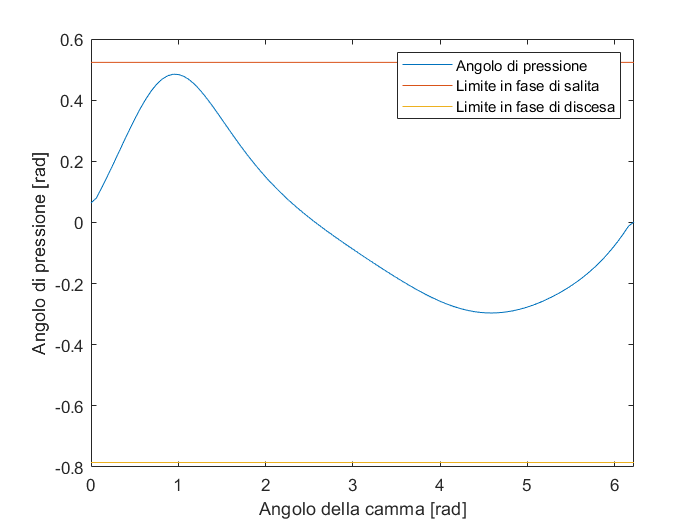 0.6
0.4
0.2
0
-0.2
-0.4
-0.6
-0.8
Angolo di pressione [rad]
Angolo di pressione
Limite in fase di salita
Limite in fase di discesa
0 1 2 3 4 5 6
Angolo della camma [rad]